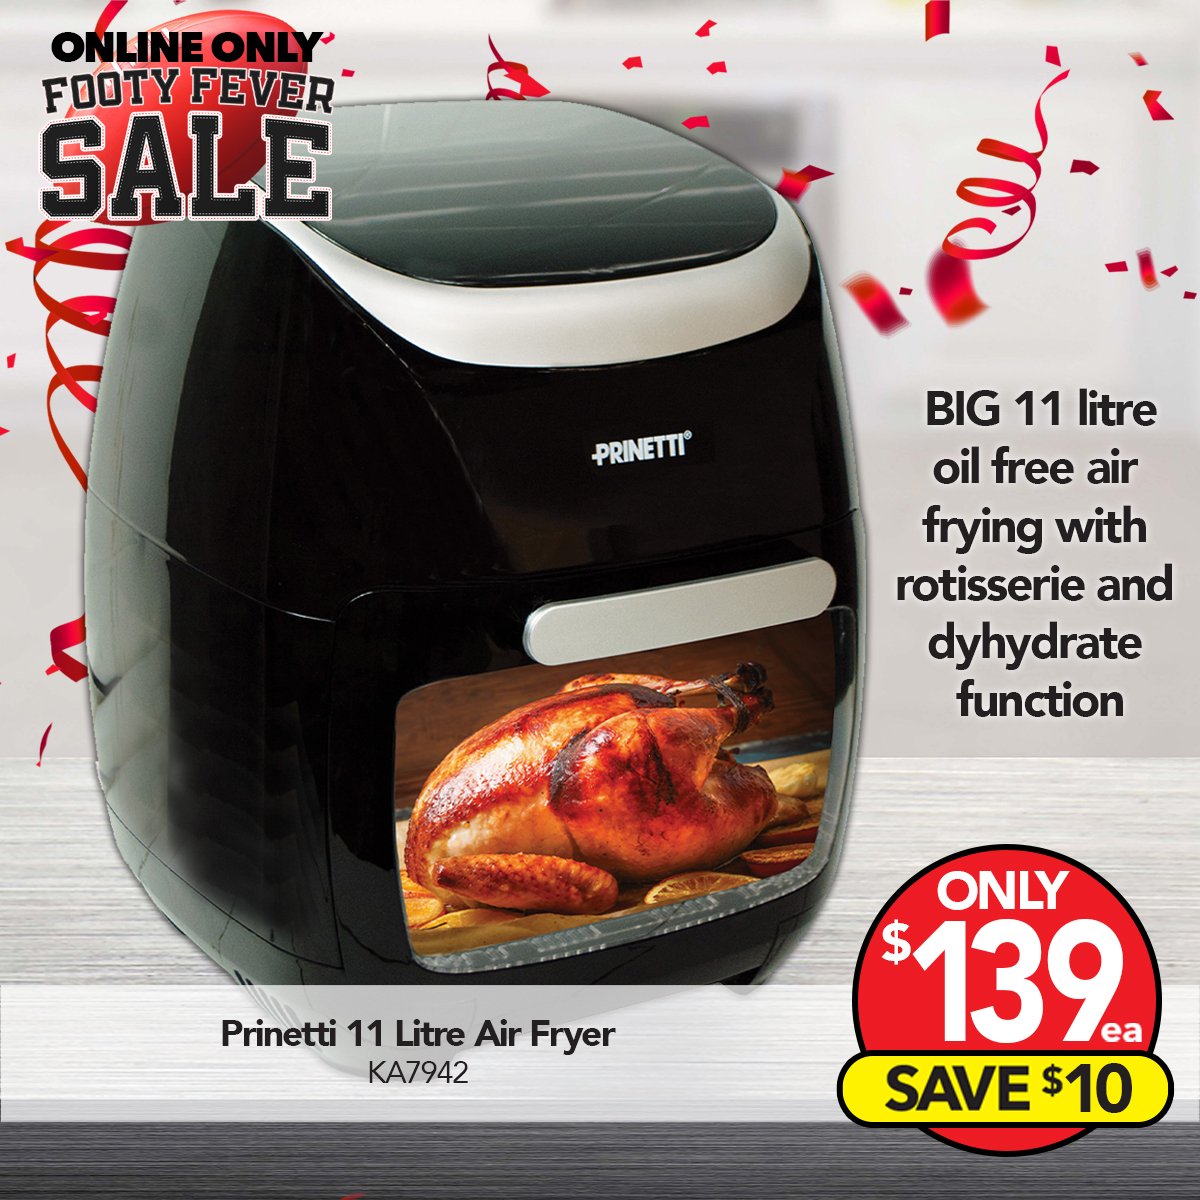 ONLINE ONLY
FOOTY FEVER
SALE
-PRINETTI®
BIG 11 litre
oil free air
frying with
rotisserie and
dyhydrate
function
ONLY
$139ea
SAVE $10
Prinetti 11 Litre Air Fryer
KA7942